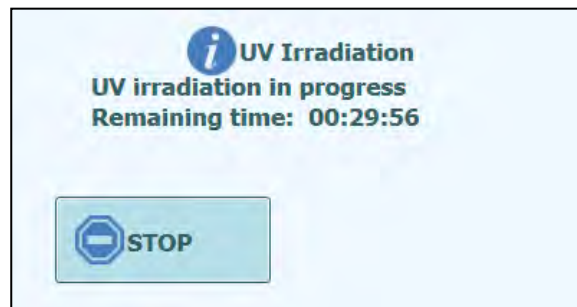 UV Irradiation
UV irradiation in progress
Remaining time: 00:29:56
STOP